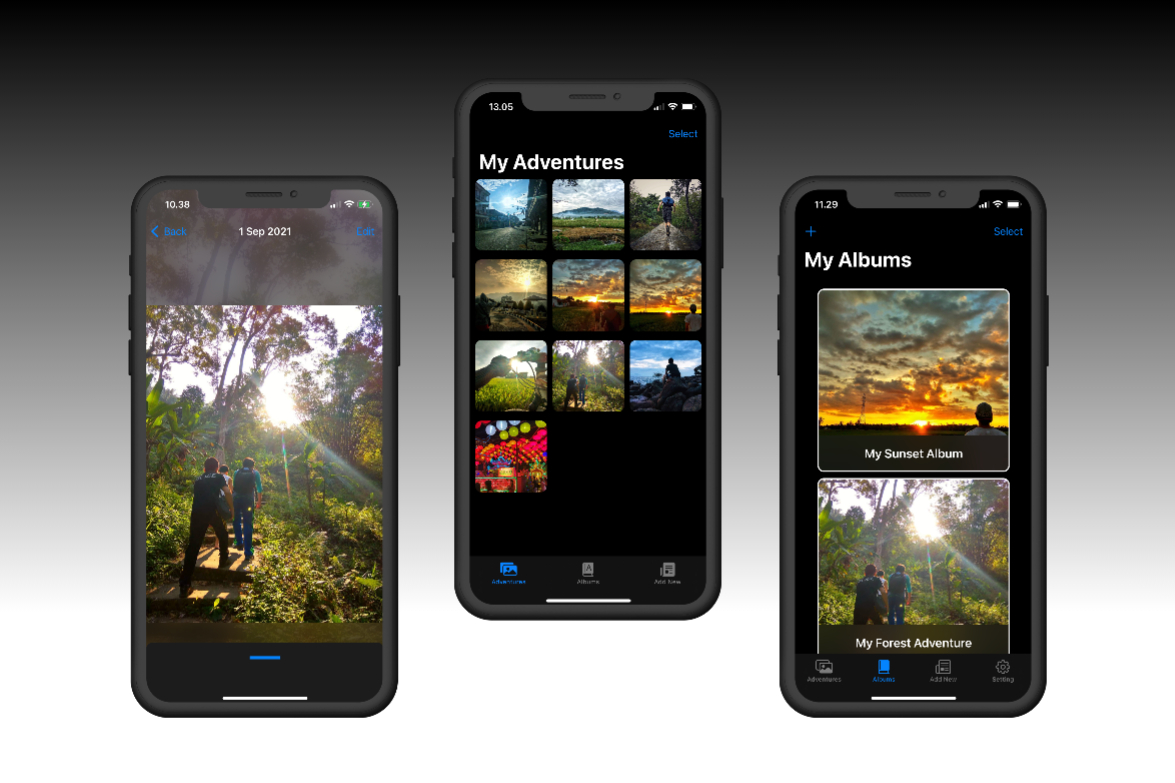 10.38
Back
1 Sep 2021
Edit
13.05
Select
My Adventures
Adventures
Albums
Add New
11.29
+
Select
My Albums
My Sunset Album
My Forest Adventure
Adventures
Albums
Add New
Setting